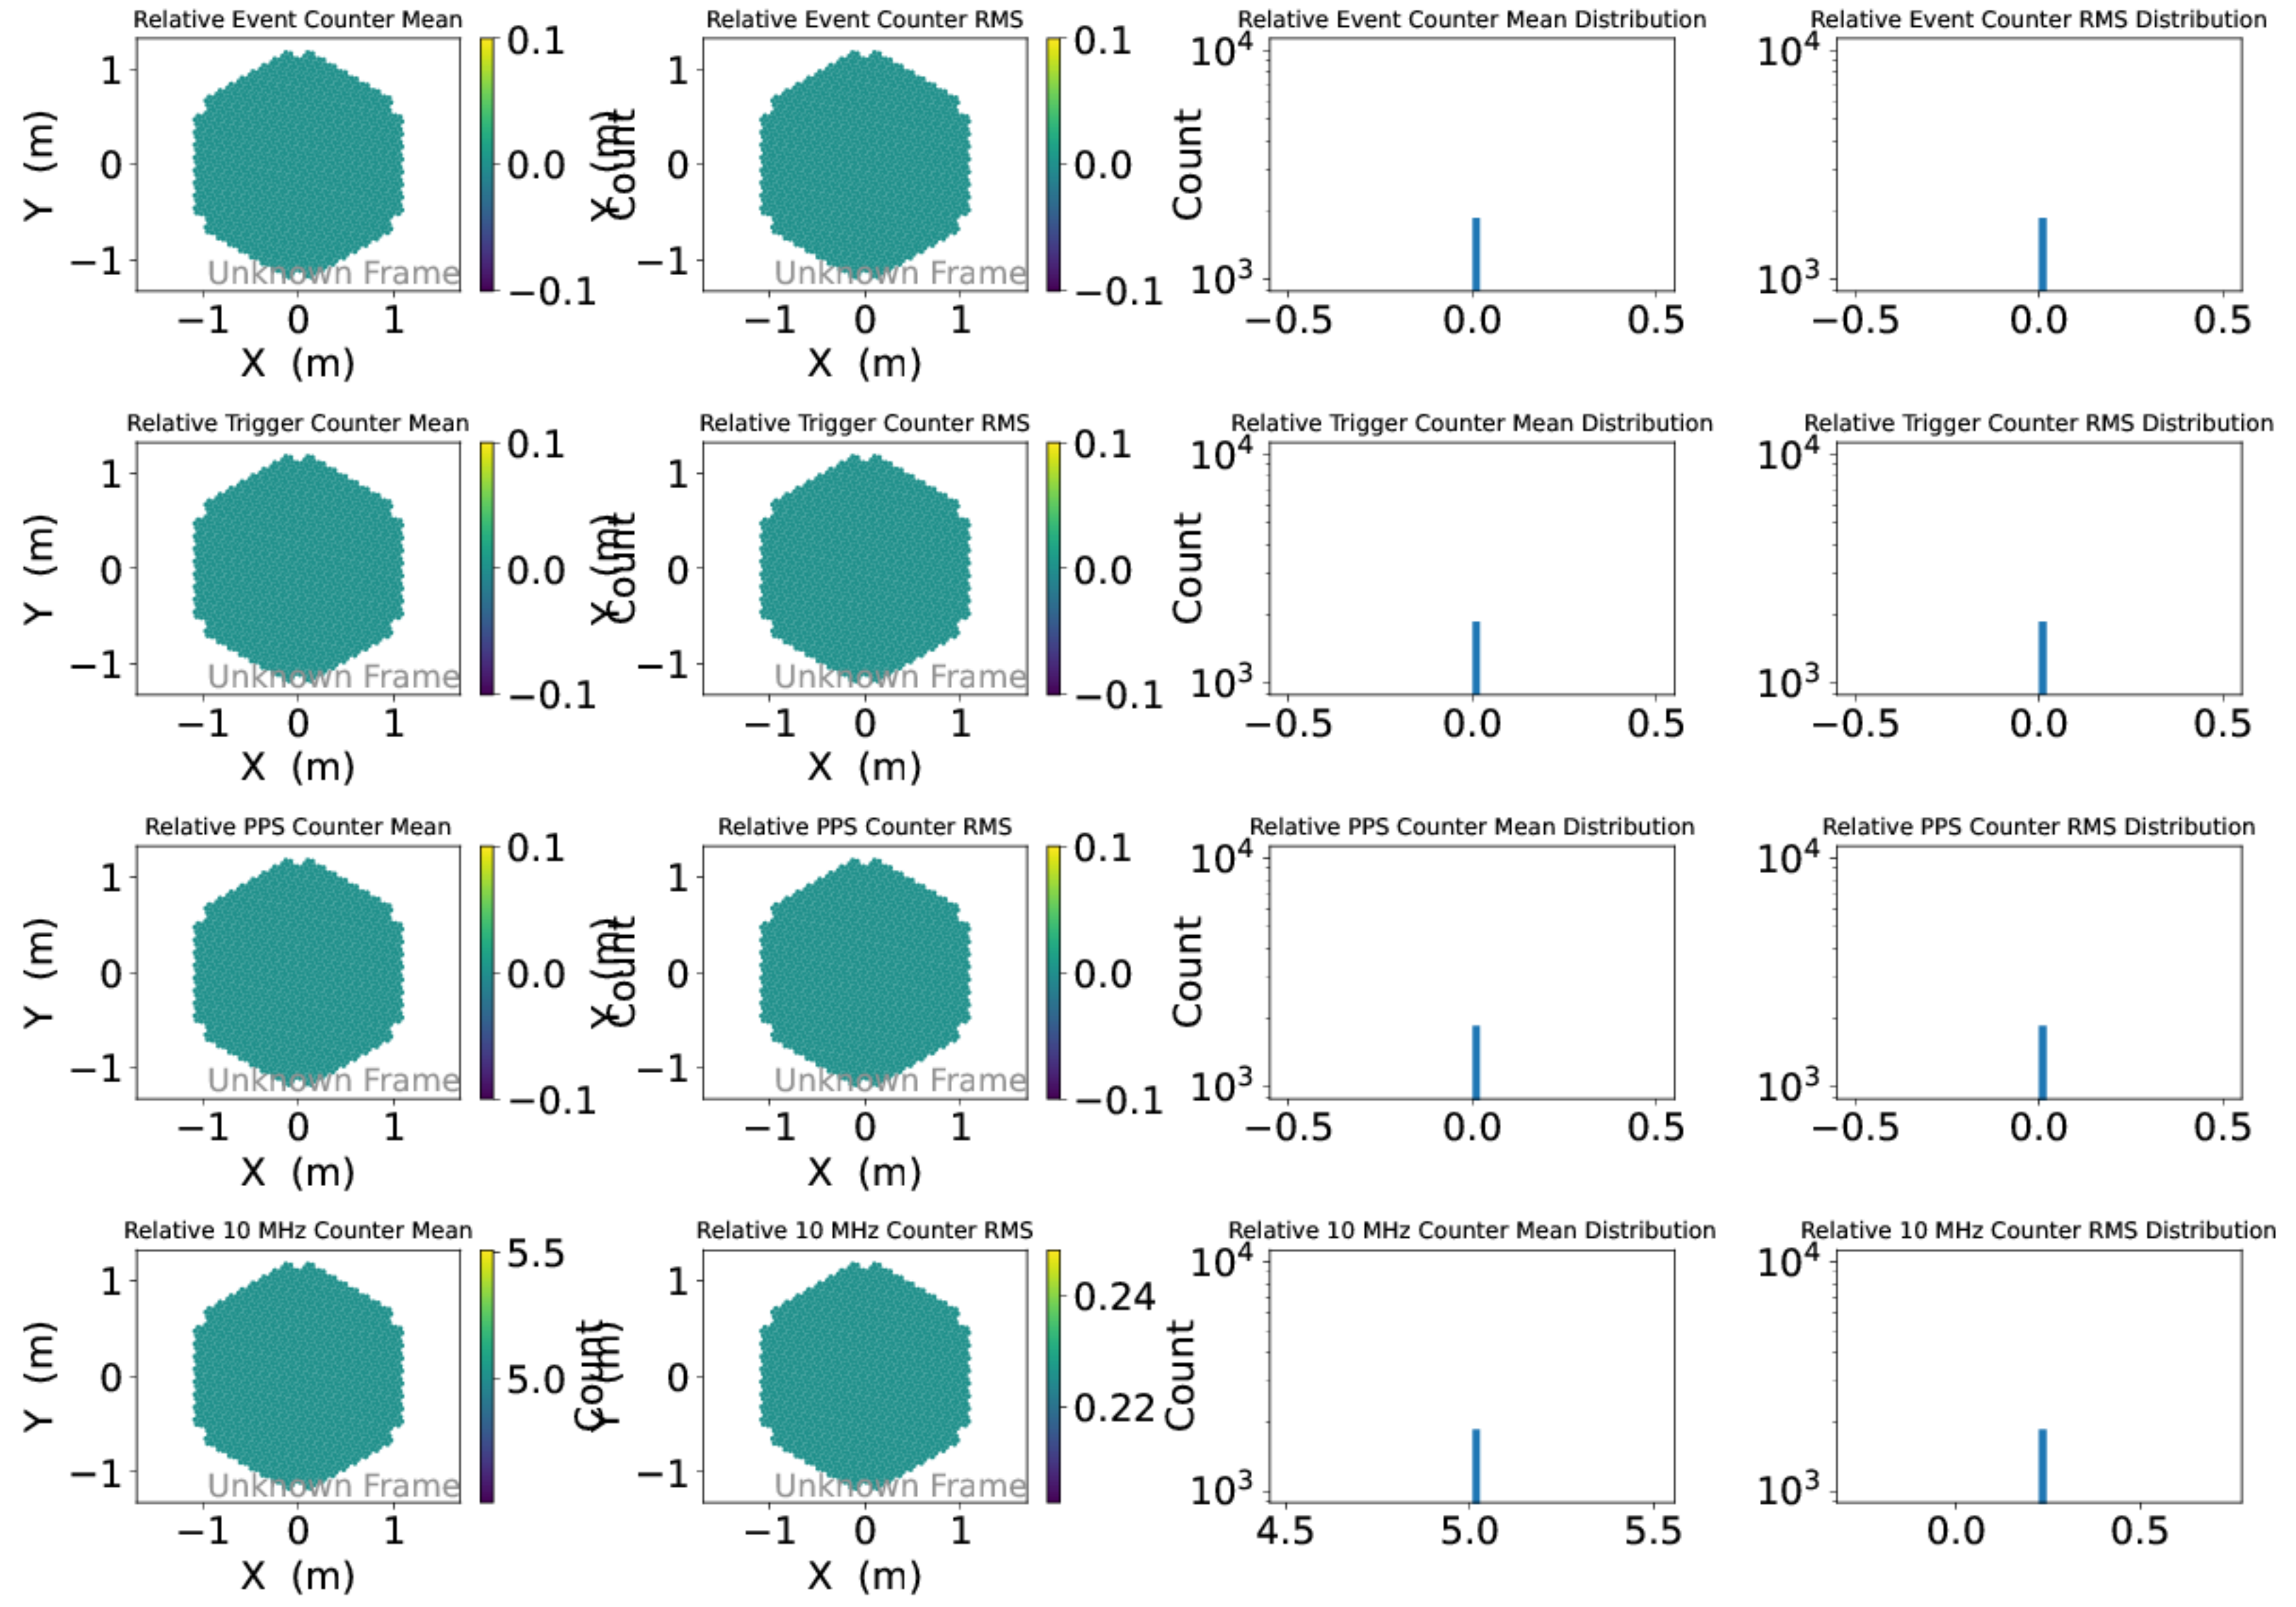 Relative Event Counter Mean
Relative Event Counter RMS
Relative Event Counter Mean Distribution
Relative Event Counter RMS Distribution
Y (m)
1
0
−1
Unknown Frame
−1 0 1
X (m)
0.1
0.0
−0.1
Y (m)
Count
1
0
−1
Unknown Frame
−1 0 1
X (m)
0.1
0.0
−0.1
Count
10⁴
10³
−0.5 0.0 0.5
10⁴
10³
−0.5 0.0 0.5
Relative Trigger Counter Mean
Relative Trigger Counter RMS
Relative Trigger Counter Mean Distribution
Relative Trigger Counter RMS Distribution
Y (m)
1
0
−1
Unknown Frame
−1 0 1
X (m)
0.1
0.0
−0.1
Y (m)
Count
1
0
−1
Unknown Frame
−1 0 1
X (m)
0.1
0.0
−0.1
Count
10⁴
10³
−0.5 0.0 0.5
10⁴
10³
−0.5 0.0 0.5
Relative PPS Counter Mean
Relative PPS Counter RMS
Relative PPS Counter Mean Distribution
Relative PPS Counter RMS Distribution
Y (m)
1
0
−1
Unknown Frame
−1 0 1
X (m)
0.1
0.0
−0.1
Y (m)
Count
1
0
−1
Unknown Frame
−1 0 1
X (m)
0.1
0.0
−0.1
Count
10⁴
10³
−0.5 0.0 0.5
10⁴
10³
−0.5 0.0 0.5
Relative 10 MHz Counter Mean
Relative 10 MHz Counter RMS
Relative 10 MHz Counter Mean Distribution
Relative 10 MHz Counter RMS Distribution
Y (m)
1
0
−1
Unknown Frame
−1 0 1
X (m)
5.5
5.0
Count
Y (m)
1
0
−1
Unknown Frame
−1 0 1
X (m)
0.24
0.22
Count
10⁴
10³
4.5 5.0 5.5
10⁴
10³
0.0 0.5